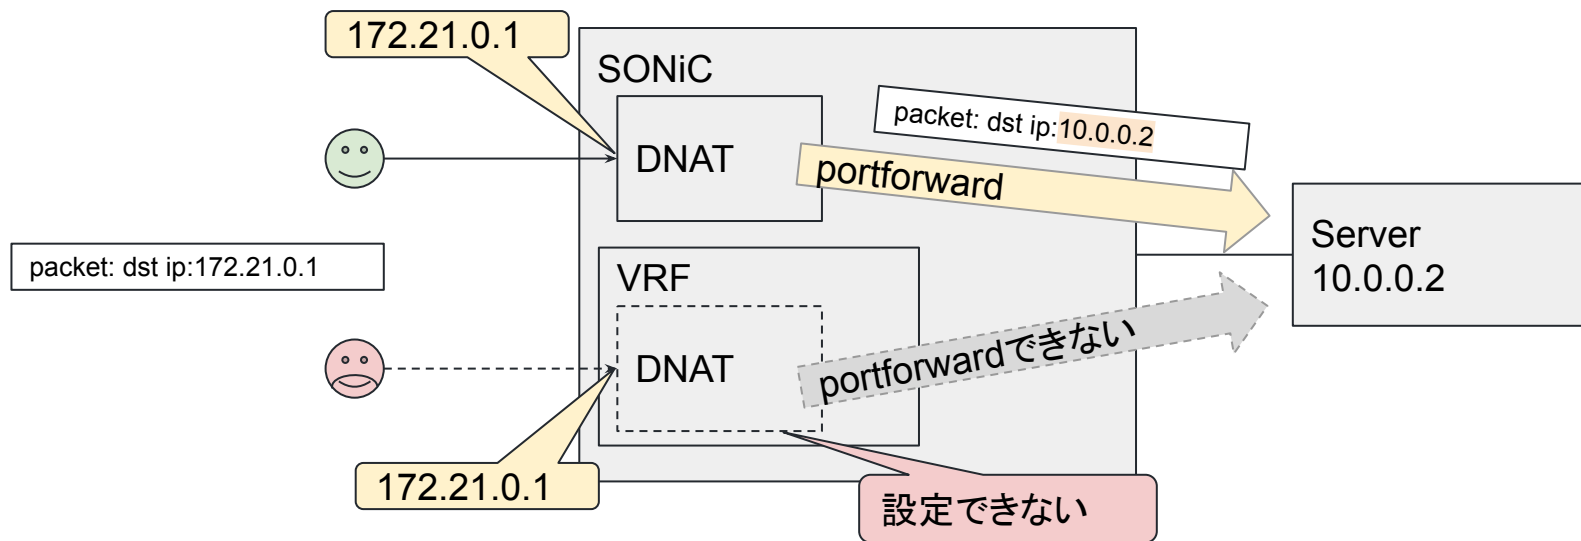 172.21.0.1
SONiC
packet: dst ip:10.0.0.2
DNAT
portforward
packet: dst ip:172.21.0.1
Server
10.0.0.2
VRF
DNAT
portforwardできない
172.21.0.1
設定できない